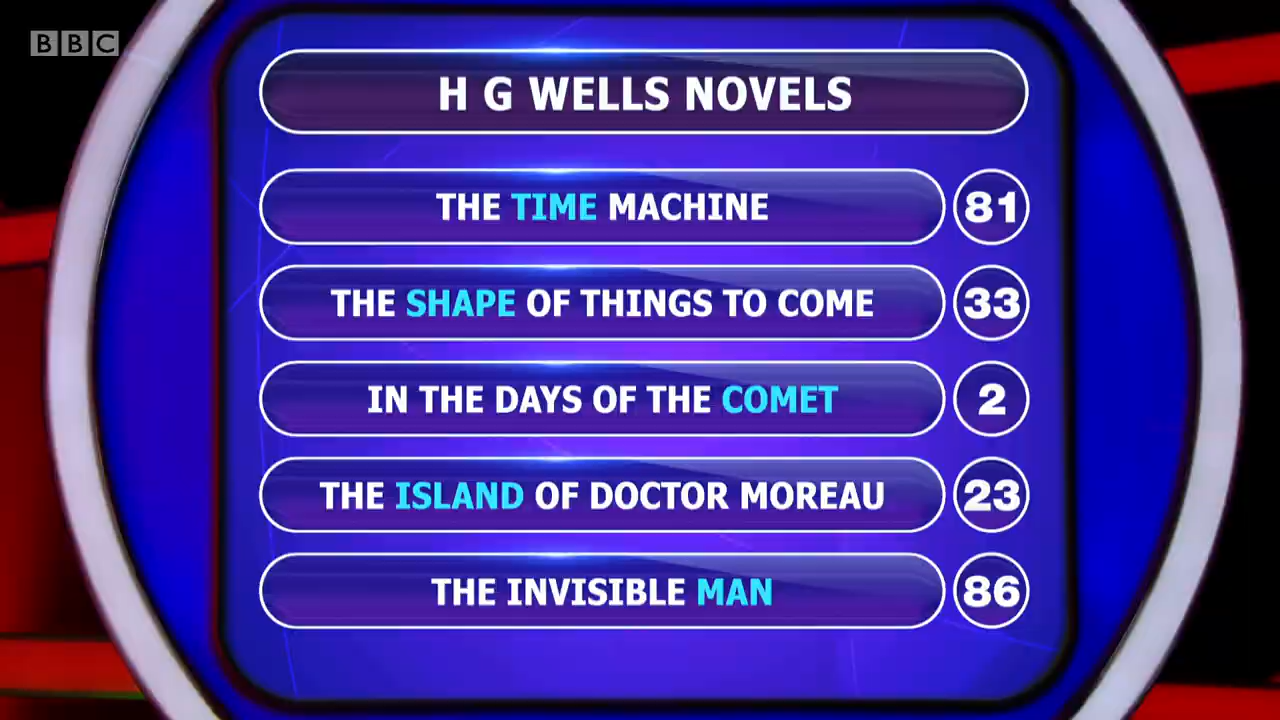 BBC
H G WELLS NOVELS
THE TIME MACHINE 81
THE SHAPE OF THINGS TO COME 33
IN THE DAYS OF THE COMET 2
THE ISLAND OF DOCTOR MOREAU 23
THE INVISIBLE MAN 86